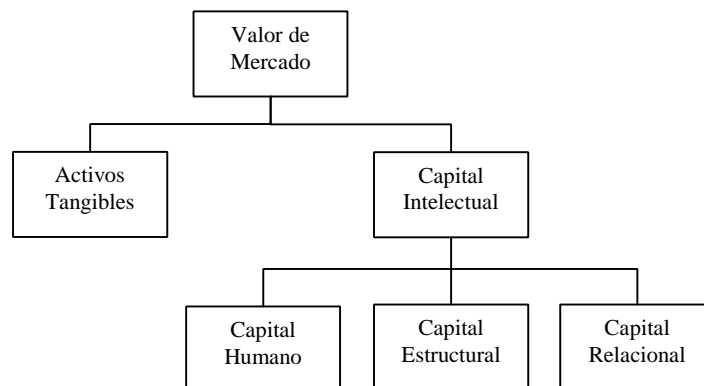 Valor de
Mercado
Activos
Tangibles
Capital
Intelectual
Capital
Humano
Capital
Estructural
Capital
Relacional